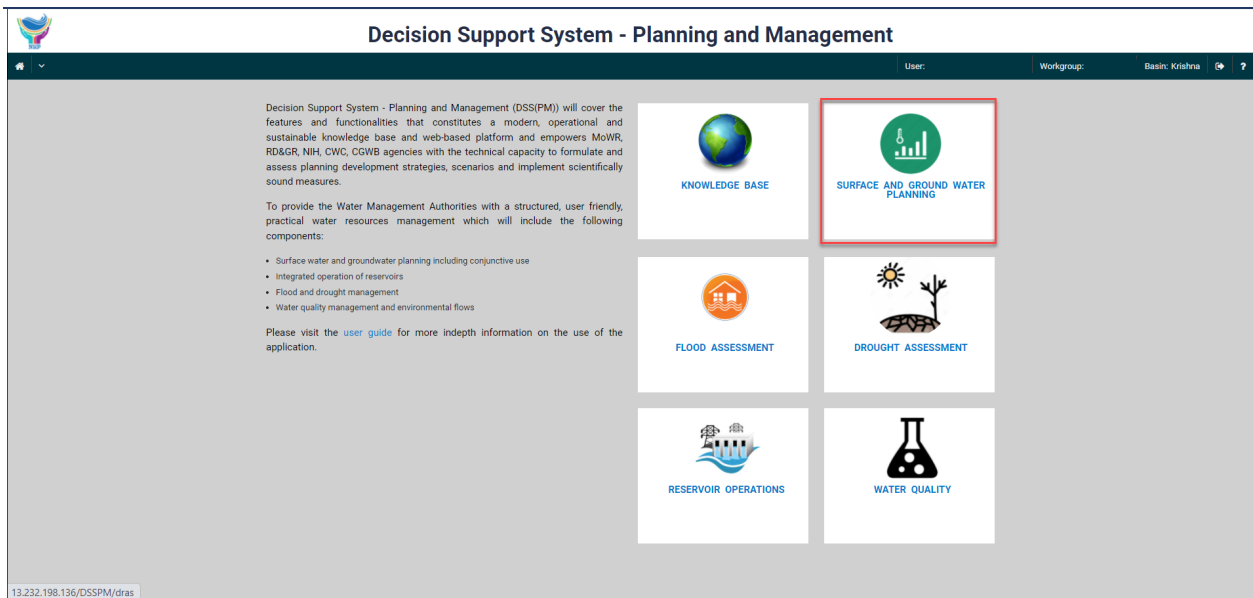 Decision Support System - Planning and Management
User:
Workgroup:
Basin: Krishna
?
Decision Support System - Planning and Management (DSS(PM)) will cover the
features and functionalities that constitutes a modern, operational and
sustainable knowledge base and web-based platform and empowers MoWR,
RD&GR, NIH, CWC, CGWB agencies with the technical capacity to formulate and
assess planning development strategies, scenarios and implement scientifically
sound measures.
To provide the Water Management Authorities with a structured, user friendly,
practical water resources management which will include the following
components:
• Surface water and groundwater planning including conjunctive use
• Integrated operation of reservoirs
• Flood and drought management
• Water quality management and environmental flows
Please visit the user guide for more indepth information on the use of the
application.
KNOWLEDGE BASE
SURFACE AND GROUND WATER
PLANNING
FLOOD ASSESSMENT
DROUGHT ASSESSMENT
RESERVOIR OPERATIONS
WATER QUALITY
13.232.198.136/DSSPM/dras